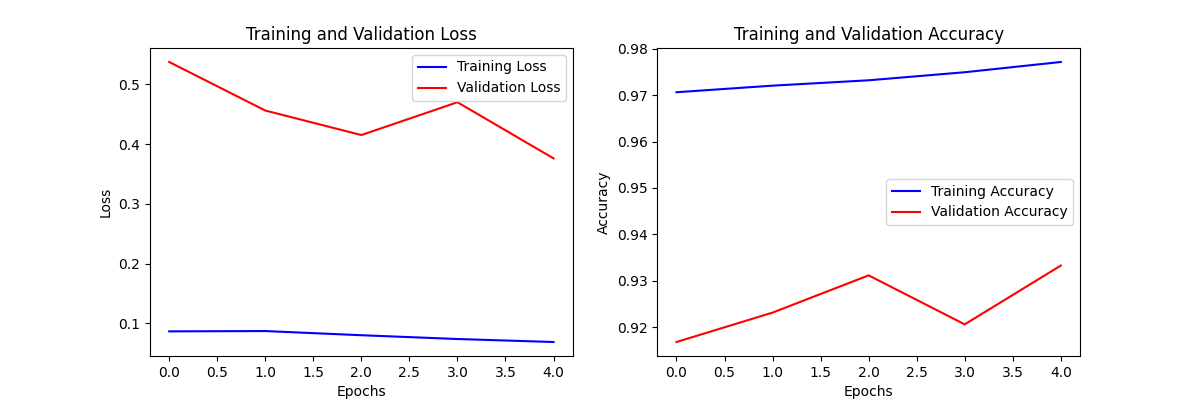 Training and Validation Loss
Training Loss
Validation Loss
0.5
0.4
0.3
0.2
0.1
Loss
0.0 0.5 1.0 1.5 2.0 2.5 3.0 3.5 4.0
Epochs
Training and Validation Accuracy
0.98
0.97
0.96
0.95
0.94
0.93
0.92
Accuracy
Training Accuracy
Validation Accuracy
0.0 0.5 1.0 1.5 2.0 2.5 3.0 3.5 4.0
Epochs